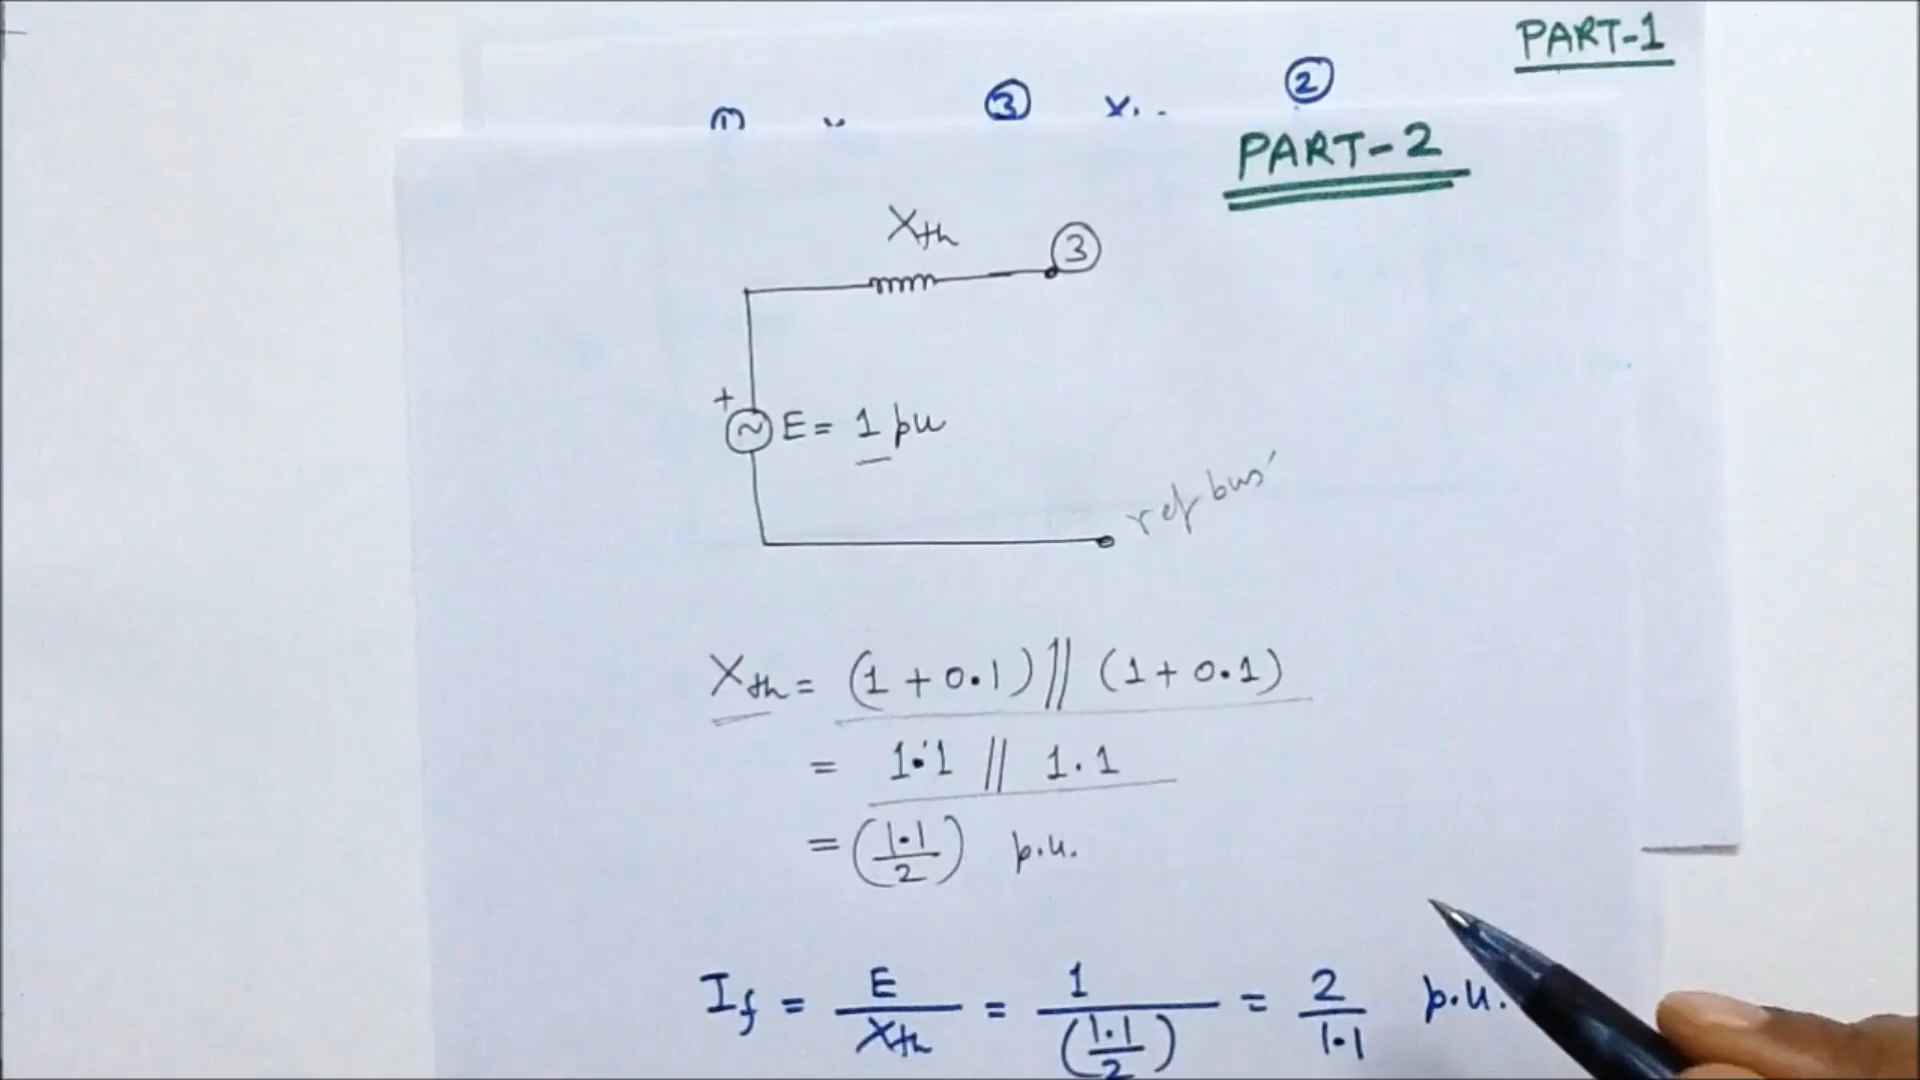 PART-1
③ X.. ②
PART-2
Xth
③
+
~ E = 1 pu
ref bus
Xth = (1 + 0.1) || (1 + 0.1)
= 1.1 || 1.1
= (1.1/2) p.u.
If = E/Xth = 1/(1.1/2) = 2/1.1 p.u.